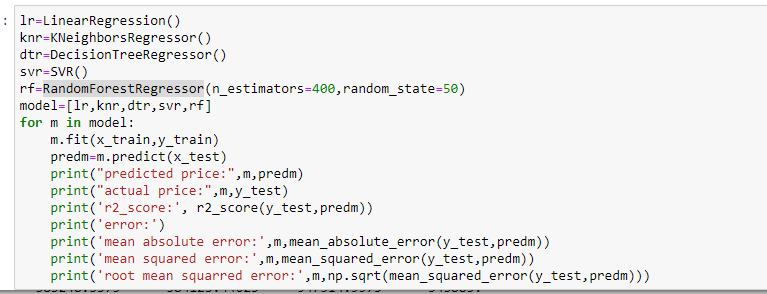 :
lr=LinearRegression()
knr=KNeighborsRegressor()
dtr=DecisionTreeRegressor()
svr=SVR()
rf=RandomForestRegressor(n_estimators=400,random_state=50)
model=[lr,knr,dtr,svr,rf]
for m in model:
    m.fit(x_train,y_train)
    predm=m.predict(x_test)
    print("predicted price:",m,predm)
    print("actual price:",m,y_test)
    print('r2_score:', r2_score(y_test,predm))
    print('error:')
    print('mean absolute error:',m,mean_absolute_error(y_test,predm))
    print('mean squared error:',m,mean_squared_error(y_test,predm))
    print('root mean squarred error:',m,np.sqrt(mean_squared_error(y_test,predm)))